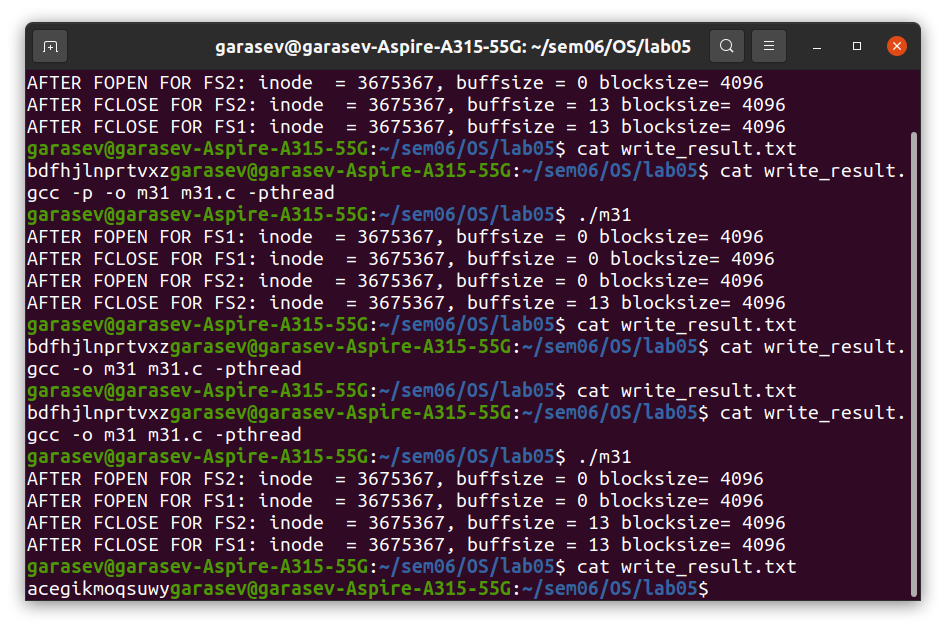 garasev@garasev-Aspire-A315-55G: ~/sem06/OS/lab05
AFTER FOPEN FOR FS2: inode  = 3675367, buffsize = 0 blocksize= 4096
AFTER FCLOSE FOR FS2: inode  = 3675367, buffsize = 13 blocksize= 4096
AFTER FCLOSE FOR FS1: inode  = 3675367, buffsize = 13 blocksize= 4096
garasev@garasev-Aspire-A315-55G:~/sem06/OS/lab05$ cat write_result.txt
bdfhjlnprtvxzgarasev@garasev-Aspire-A315-55G:~/sem06/OS/lab05$ cat write_result.
gcc -p -o m31 m31.c -pthread
garasev@garasev-Aspire-A315-55G:~/sem06/OS/lab05$ ./m31
AFTER FOPEN FOR FS1: inode  = 3675367, buffsize = 0 blocksize= 4096
AFTER FCLOSE FOR FS1: inode  = 3675367, buffsize = 0 blocksize= 4096
AFTER FOPEN FOR FS2: inode  = 3675367, buffsize = 0 blocksize= 4096
AFTER FCLOSE FOR FS2: inode  = 3675367, buffsize = 13 blocksize= 4096
garasev@garasev-Aspire-A315-55G:~/sem06/OS/lab05$ cat write_result.txt
bdfhjlnprtvxzgarasev@garasev-Aspire-A315-55G:~/sem06/OS/lab05$ cat write_result.
gcc -o m31 m31.c -pthread
garasev@garasev-Aspire-A315-55G:~/sem06/OS/lab05$ cat write_result.txt
bdfhjlnprtvxzgarasev@garasev-Aspire-A315-55G:~/sem06/OS/lab05$ cat write_result.
gcc -o m31 m31.c -pthread
garasev@garasev-Aspire-A315-55G:~/sem06/OS/lab05$ ./m31
AFTER FOPEN FOR FS2: inode  = 3675367, buffsize = 0 blocksize= 4096
AFTER FOPEN FOR FS1: inode  = 3675367, buffsize = 0 blocksize= 4096
AFTER FCLOSE FOR FS2: inode  = 3675367, buffsize = 13 blocksize= 4096
AFTER FCLOSE FOR FS1: inode  = 3675367, buffsize = 13 blocksize= 4096
garasev@garasev-Aspire-A315-55G:~/sem06/OS/lab05$ cat write_result.txt
acegikmoqsuwygarasev@garasev-Aspire-A315-55G:~/sem06/OS/lab05$